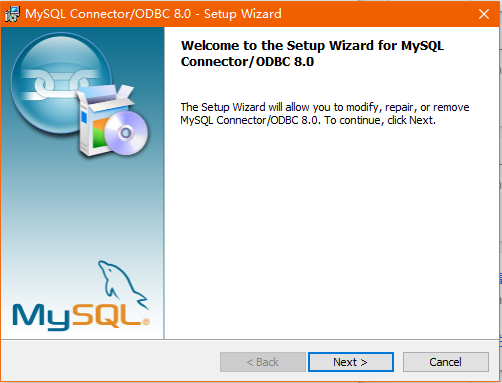 MySQL Connector/ODBC 8.0 - Setup Wizard
Welcome to the Setup Wizard for MySQL
Connector/ODBC 8.0
The Setup Wizard will allow you to modify, repair, or remove
MySQL Connector/ODBC 8.0. To continue, click Next.
MySQL®
< Back
Next >
Cancel